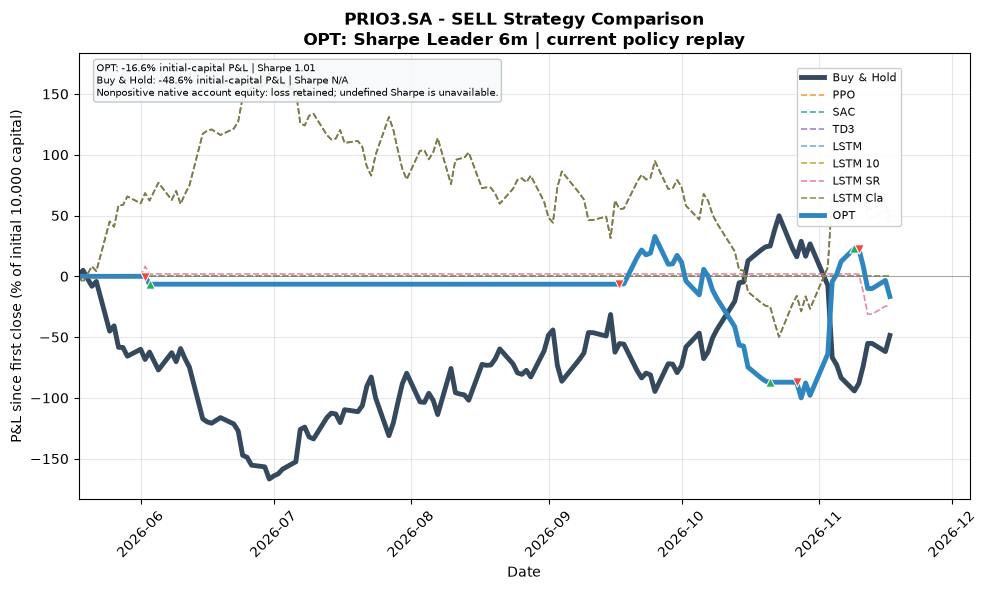 PRIO3.SA - SELL Strategy Comparison
OPT: Sharpe Leader 6m | current policy replay
OPT: -16.6% initial-capital P&L | Sharpe 1.01
Buy & Hold: -48.6% initial-capital P&L | Sharpe N/A
Nonpositive native account equity: loss retained; undefined Sharpe is unavailable.
Buy & Hold
PPO
SAC
TD3
LSTM
LSTM 10
LSTM SR
LSTM Cla
OPT
P&L since first close (% of initial 10,000 capital)
150
100
50
0
−50
−100
−150
2026-06
2026-07
2026-08
2026-09
2026-10
2026-11
2026-12
Date